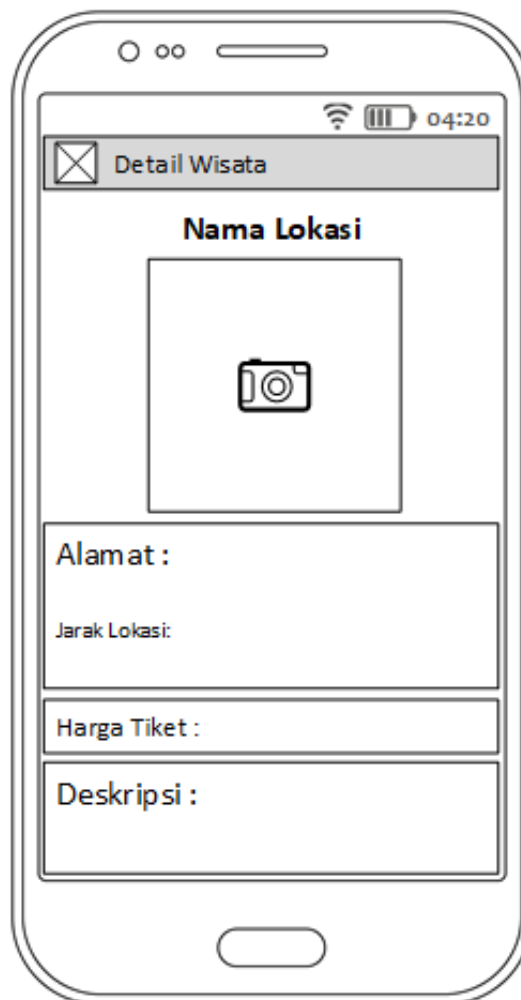 04:20
Detail Wisata
Nama Lokasi
Alamat :
Jarak Lokasi:
Harga Tiket :
Deskripsi :